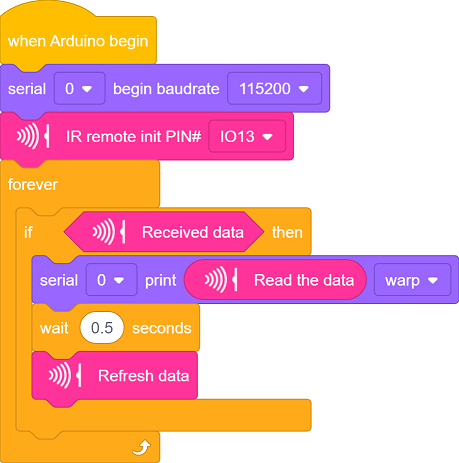 when Arduino begin
serial 0 begin baudrate 115200
IR remote init PIN# IO13
forever
if Received data then
serial 0 print Read the data warp
wait 0.5 seconds
Refresh data